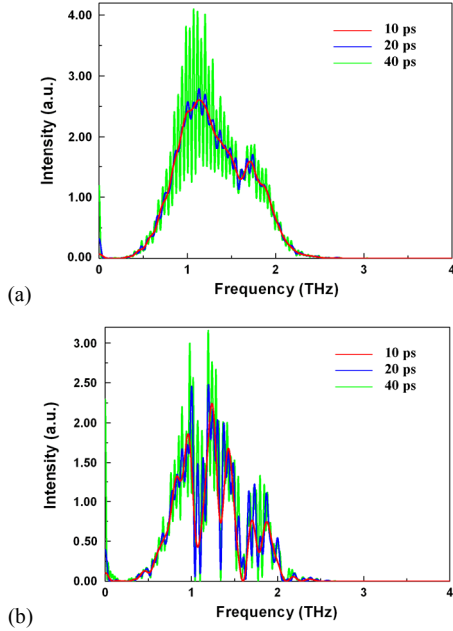 Intensity (a.u.)
4.00
3.00
2.00
1.00
0.00
10 ps
20 ps
40 ps
0 1 2 3 4
Frequency (THz)
(a)
Intensity (a.u.)
3.00
2.50
2.00
1.50
1.00
0.50
0.00
10 ps
20 ps
40 ps
0 1 2 3 4
Frequency (THz)
(b)